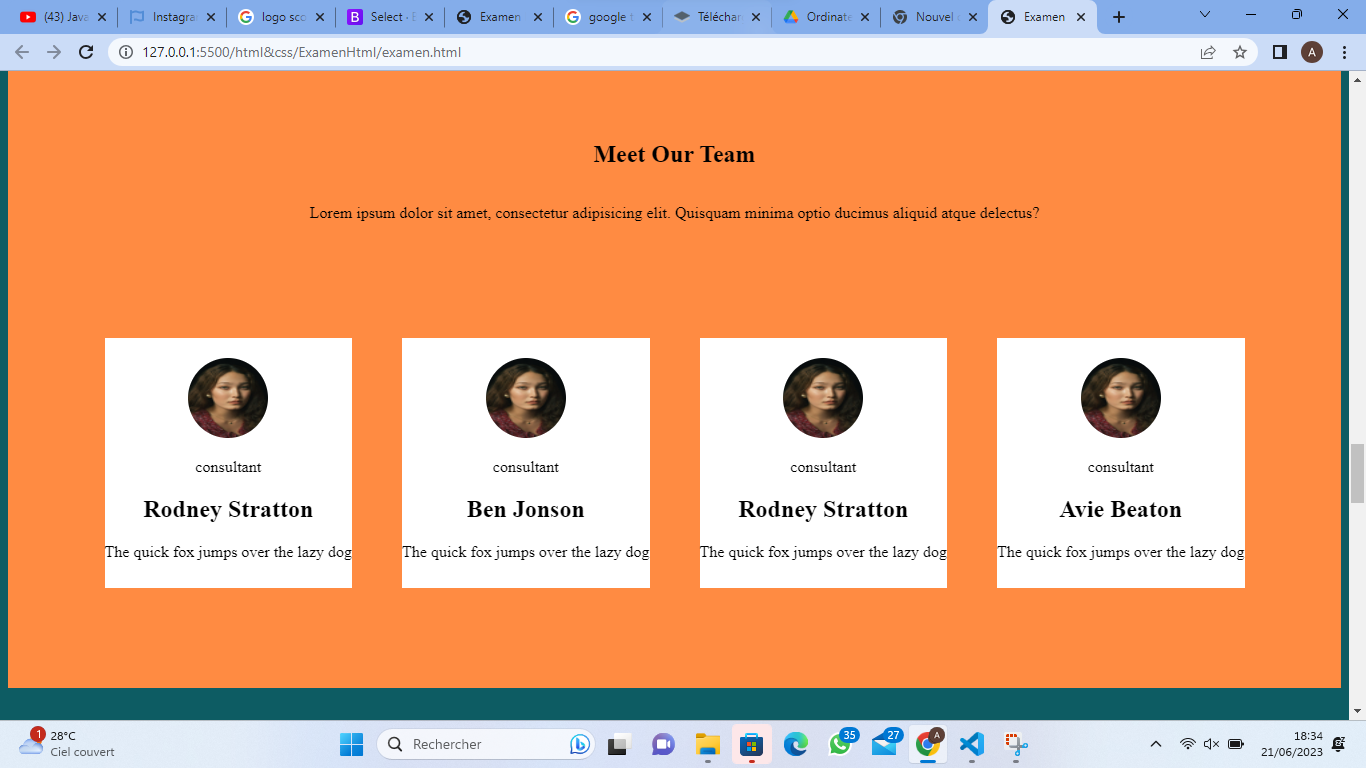 (43) Java
Instagra
logo sco
Select · B
Examen
google t
Téléchar
Ordinate
Nouvel o
Examen
127.0.0.1:5500/html&css/ExamenHtml/examen.html
A
Meet Our Team
Lorem ipsum dolor sit amet, consectetur adipisicing elit. Quisquam minima optio ducimus aliquid atque delectus?
consultant
Rodney Stratton
The quick fox jumps over the lazy dog
consultant
Ben Jonson
The quick fox jumps over the lazy dog
consultant
Rodney Stratton
The quick fox jumps over the lazy dog
consultant
Avie Beaton
The quick fox jumps over the lazy dog
1
28°C
Ciel couvert
Rechercher
35
27
A
18:34
21/06/2023